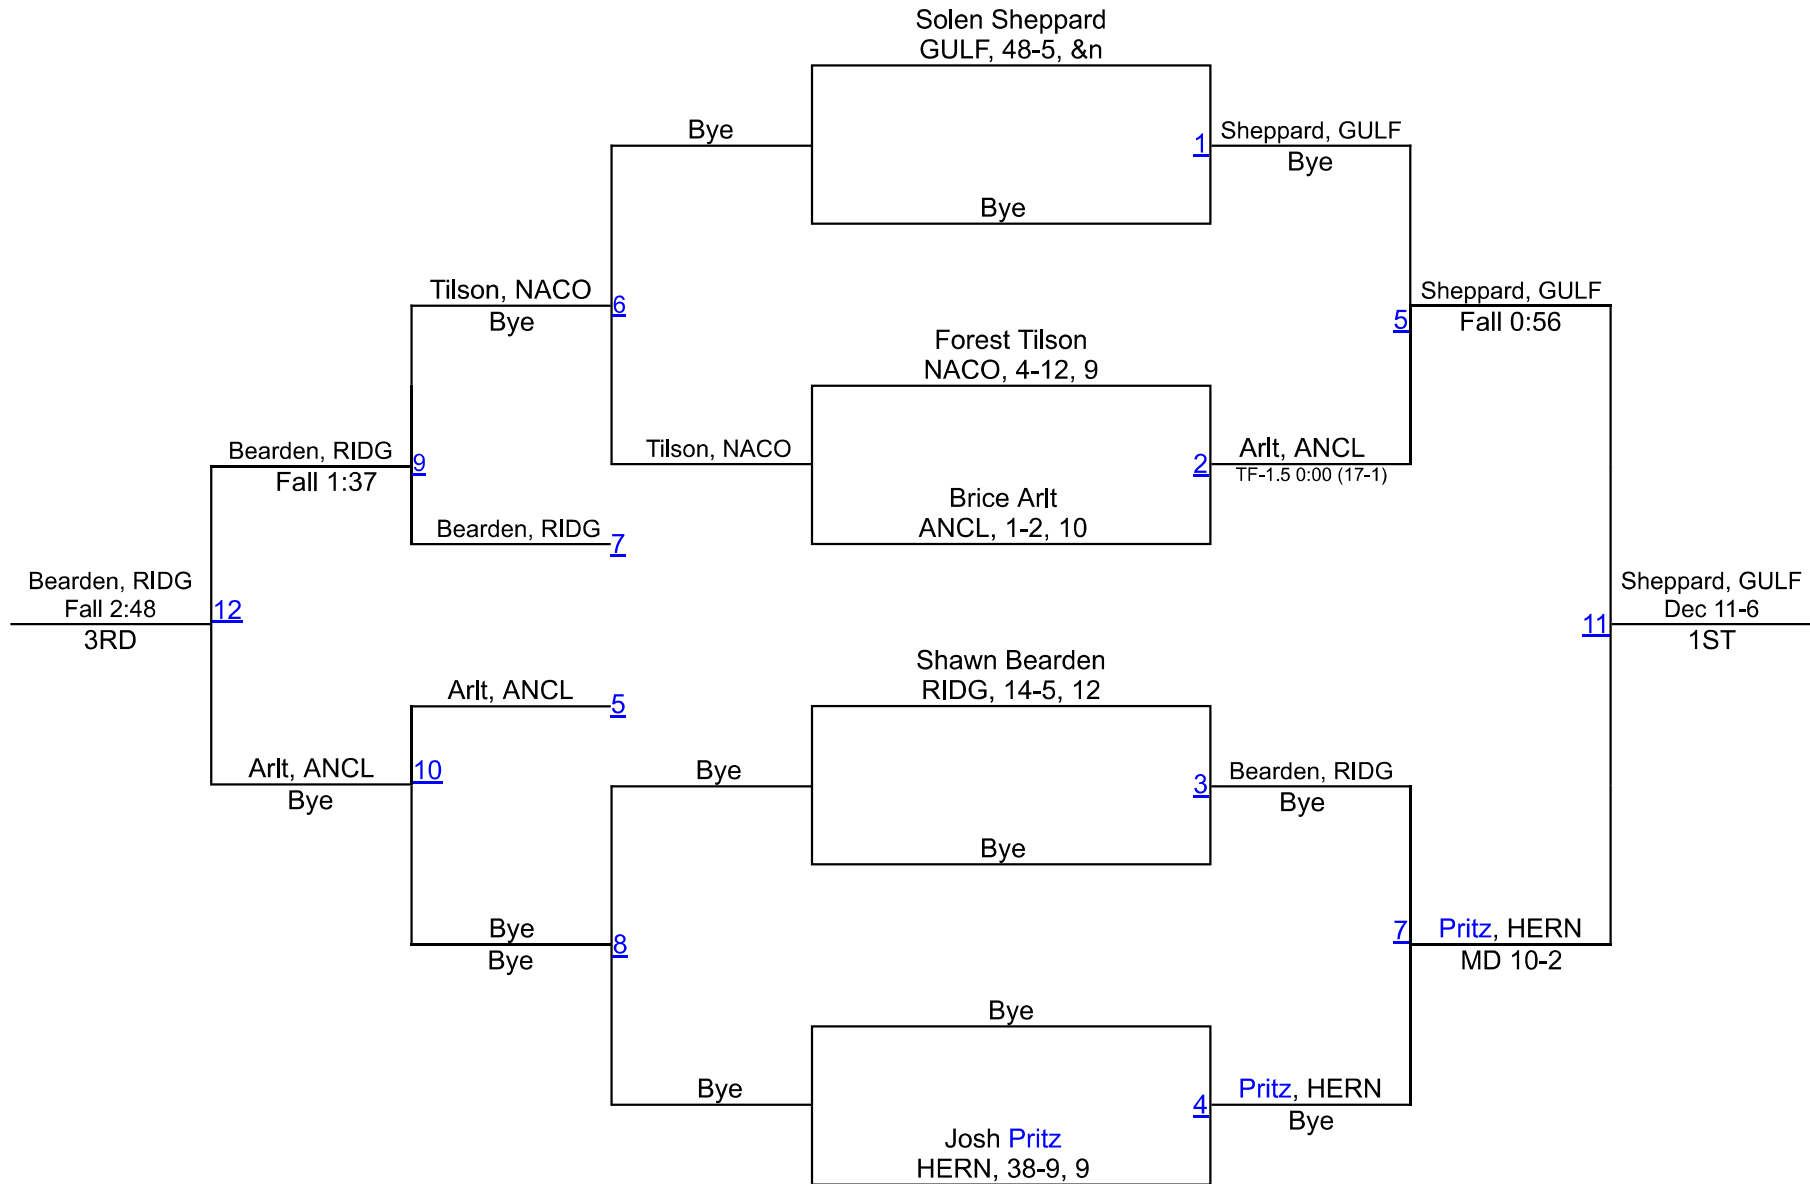 Solen Sheppard
GULF, 48-5, &n
Bye
1
Sheppard, GULF
Bye
Bye
Tilson, NACO
Bye
6
Sheppard, GULF
Fall 0:56
5
Forest Tilson
NACO, 4-12, 9
Bearden, RIDG
Fall 1:37
9
Tilson, NACO
2
Arlt, ANCL
TF-1.5 0:00 (17-1)
Brice Arlt
ANCL, 1-2, 10
Bearden, RIDG
7
Bearden, RIDG
Fall 2:48
3RD
12
11
Sheppard, GULF
Dec 11-6
1ST
Shawn Bearden
RIDG, 14-5, 12
Arlt, ANCL
5
Arlt, ANCL
Bye
10
Bye
3
Bearden, RIDG
Bye
Bye
Bye
Bye
8
7
Pritz, HERN
MD 10-2
Bye
Bye
4
Pritz, HERN
Bye
Josh Pritz
HERN, 38-9, 9